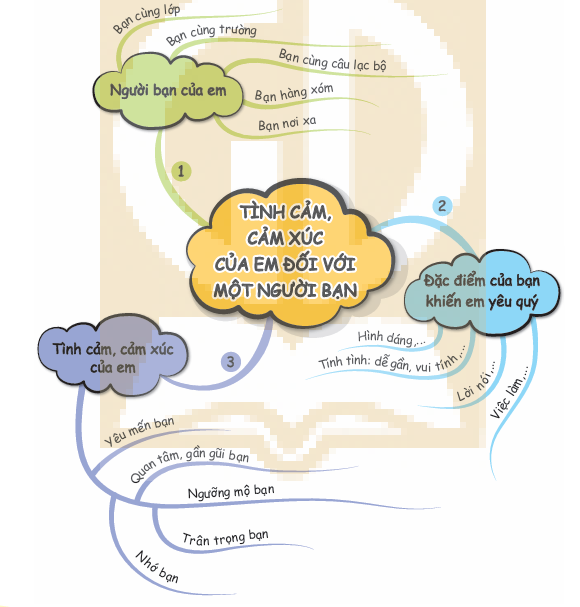 TÌNH CẢM,
CẢM XÚC
CỦA EM ĐỐI VỚI
MỘT NGƯỜI BẠN
1
Người bạn của em
Bạn cùng lớp
Bạn cùng trường
Bạn cùng câu lạc bộ
Bạn hàng xóm
Bạn nơi xa
2
Đặc điểm của bạn
khiến em yêu quý
Hình dáng,...
Tính tình: dễ gần, vui tính,...
Lời nói,...
Việc làm,...
3
Tình cảm, cảm xúc
của em
Yêu mến bạn
Quan tâm, gần gũi bạn
Ngưỡng mộ bạn
Trân trọng bạn
Nhớ bạn